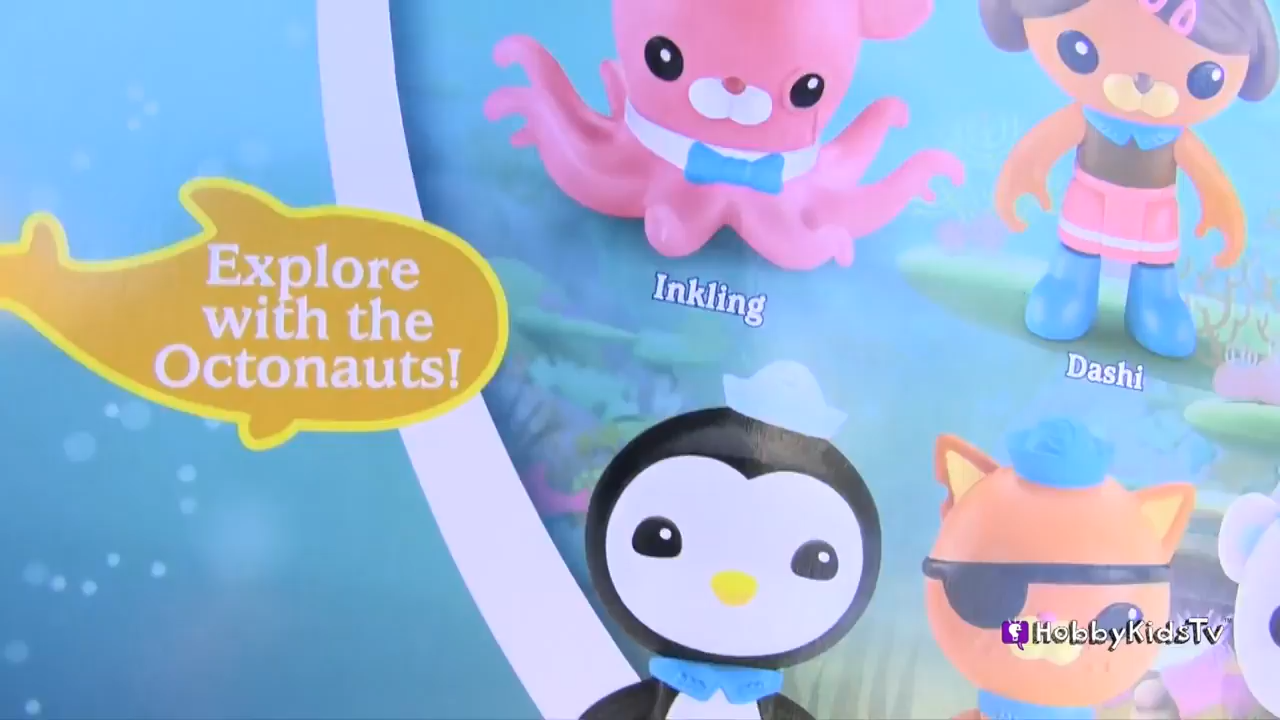 Explore
with the
Octonauts!
Inkling
Dashi
HobbyKidsTv